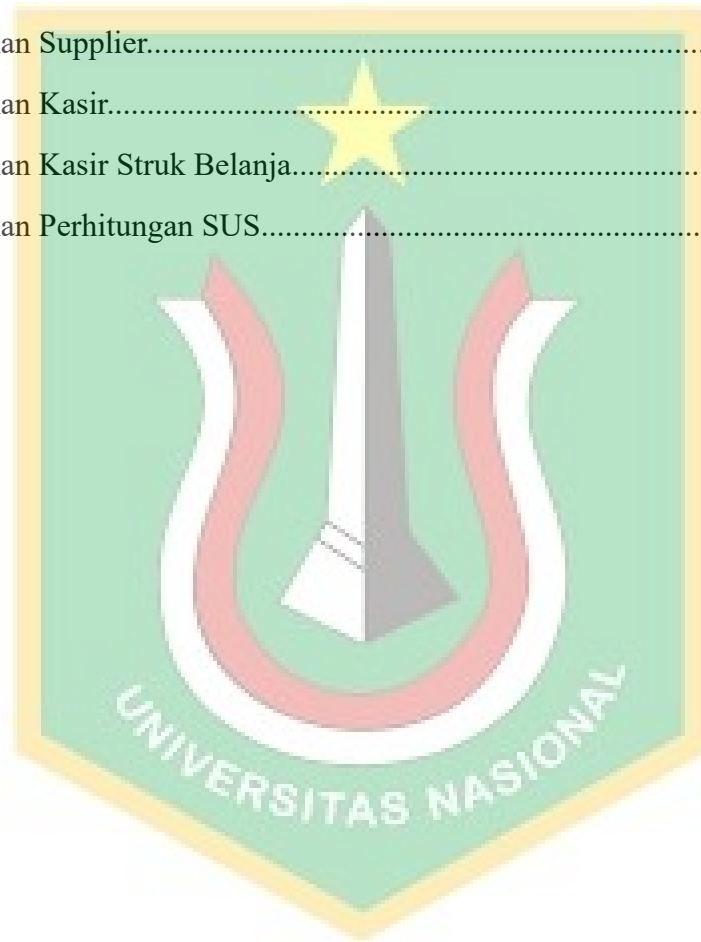 an Supplier..........................................................................
an Kasir...............................................................................
an Kasir Struk Belanja.......................................................
an Perhitungan SUS...........................................................
UNIVERSITAS NASIONAL